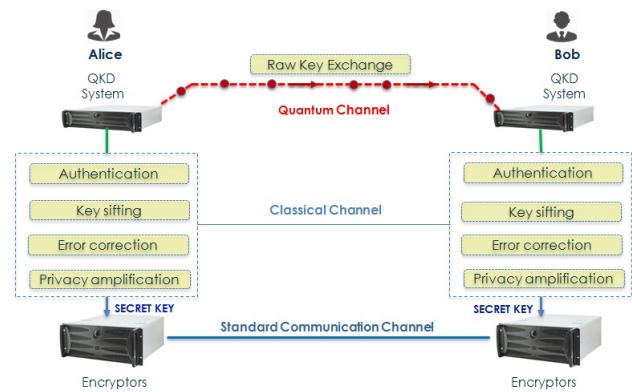 Alice
Bob
QKD
System
Raw Key Exchange
QKD
System
Quantum Channel
Authentication
Key sifting
Error correction
Privacy amplification
Classical Channel
Authentication
Key sifting
Error correction
Privacy amplification
SECRET KEY
SECRET KEY
Standard Communication Channel
Encryptors
Encryptors